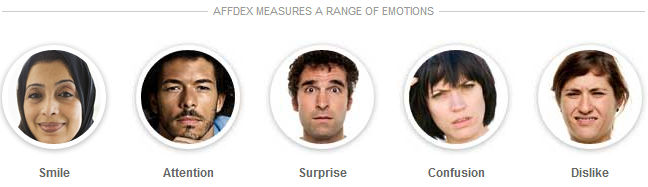 AFFDEX MEASURES A RANGE OF EMOTIONS
Smile Attention Surprise Confusion Dislike